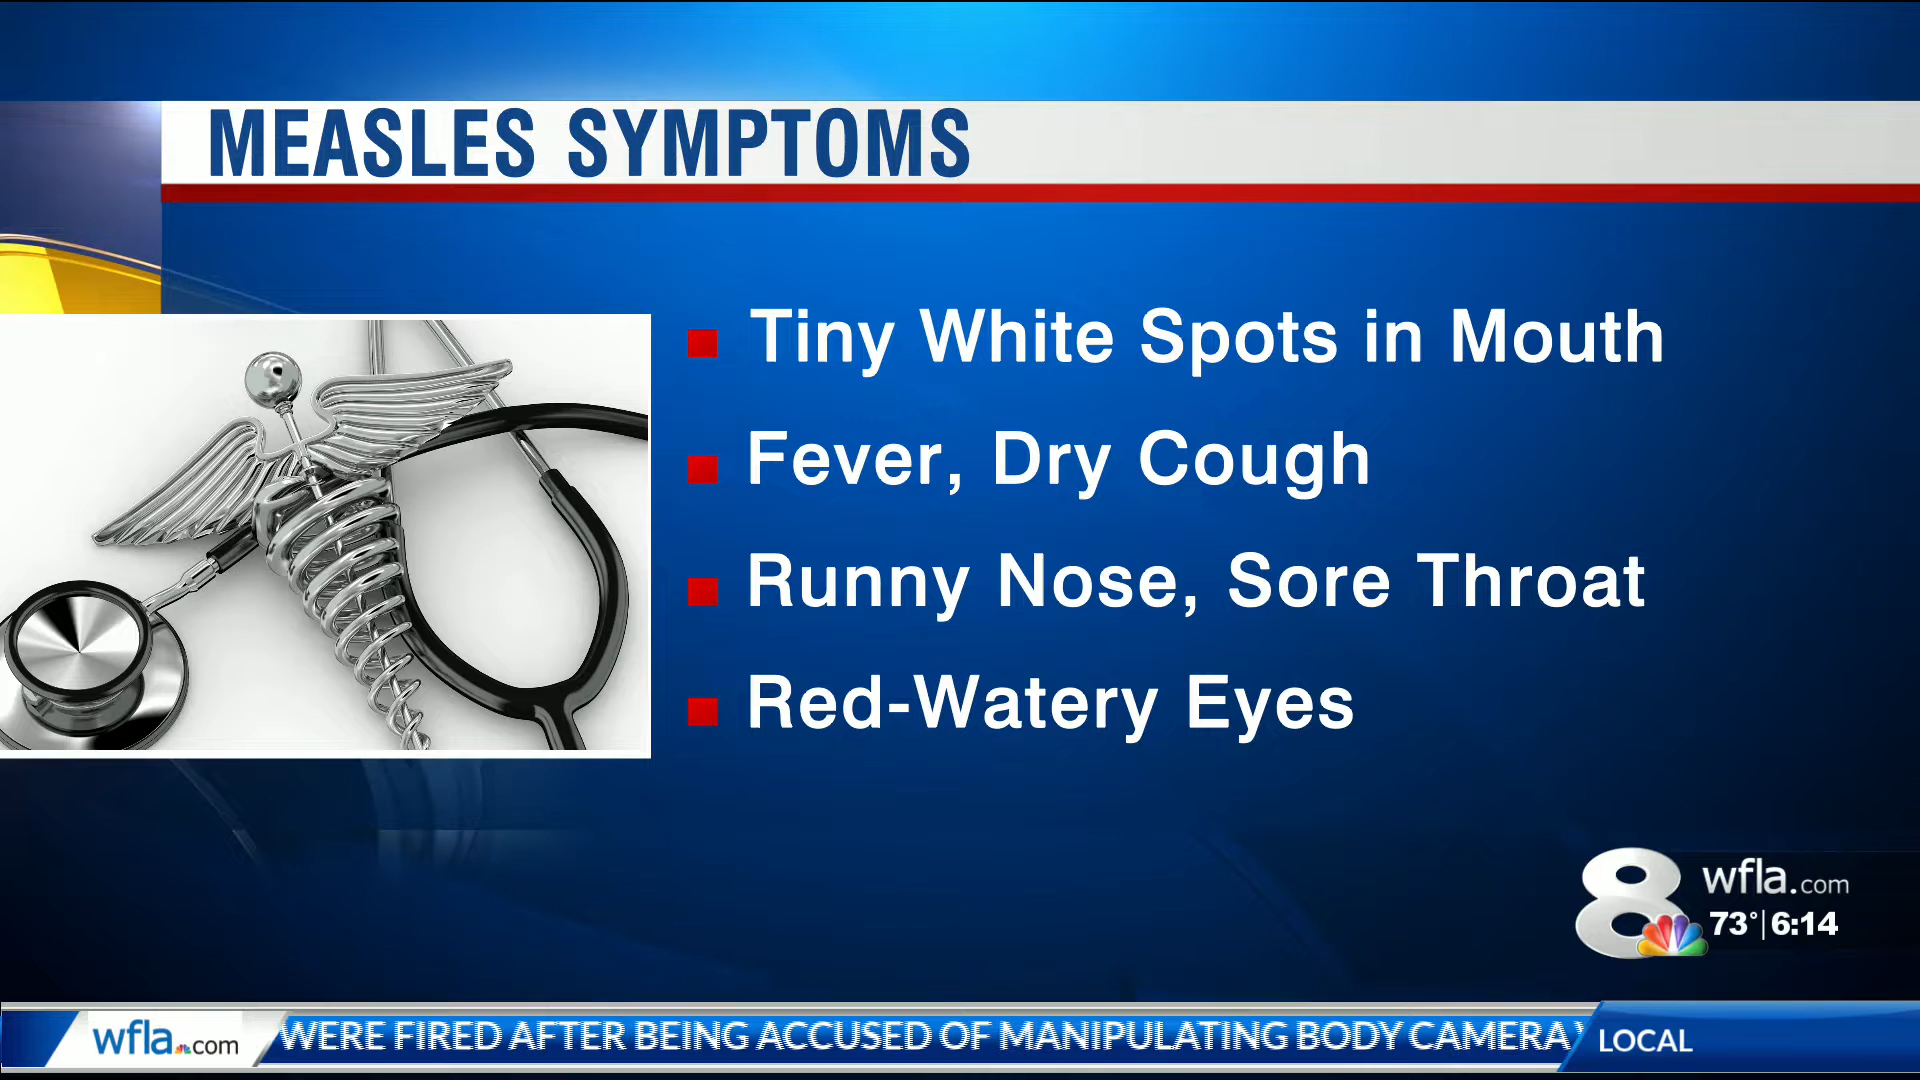 MEASLES SYMPTOMS
Tiny White Spots in Mouth
Fever, Dry Cough
Runny Nose, Sore Throat
Red-Watery Eyes
8 wfla.com
73°|6:14
wfla.com WERE FIRED AFTER BEING ACCUSED OF MANIPULATING BODY CAMERA LOCAL